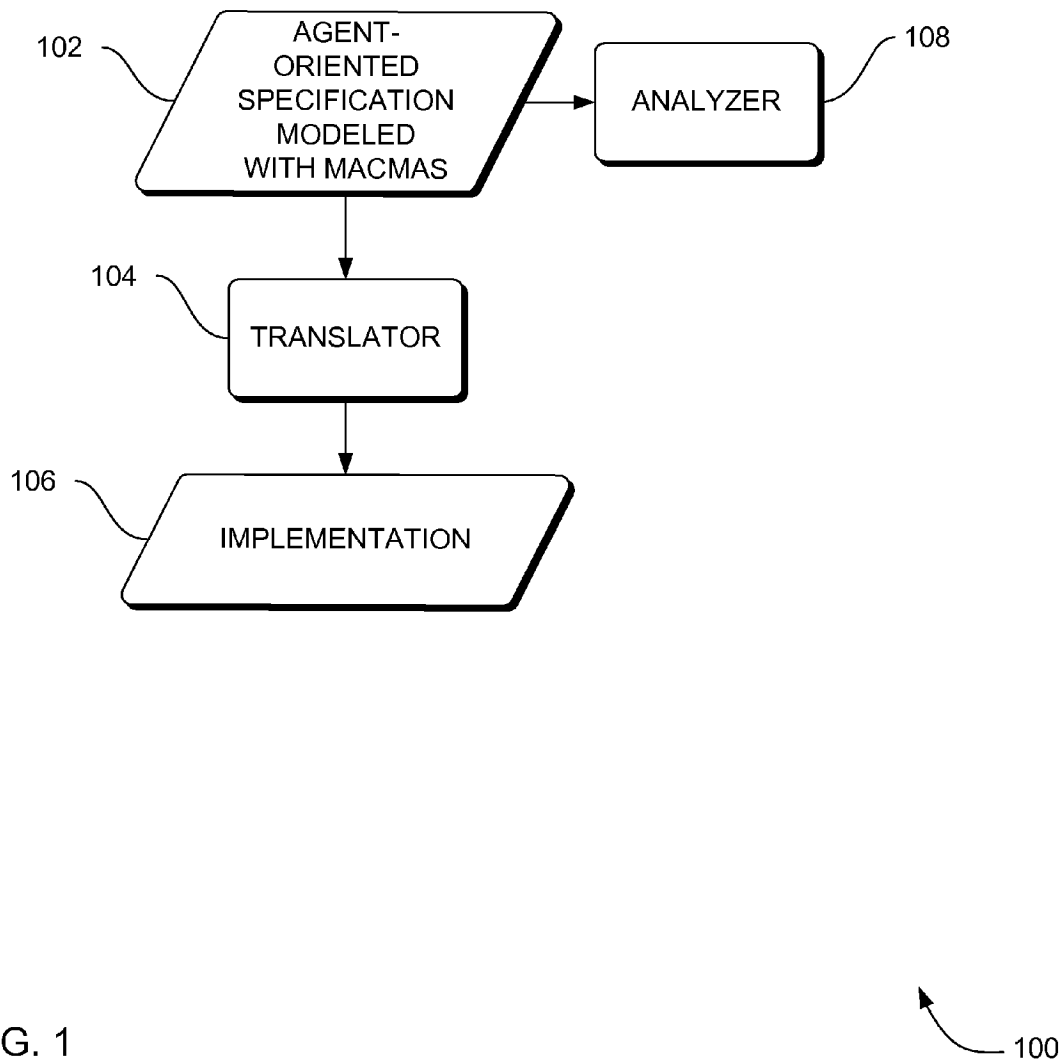 102
AGENT-
ORIENTED
SPECIFICATION
MODELED
WITH MACMAS
ANALYZER
108
104
TRANSLATOR
106
IMPLEMENTATION
G. 1
100